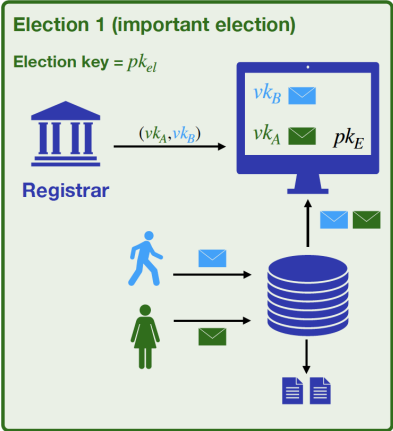 Election 1 (important election)
Election key = pk_el
vk_B
vk_A
pk_E
(vk_A,vk_B)
Registrar